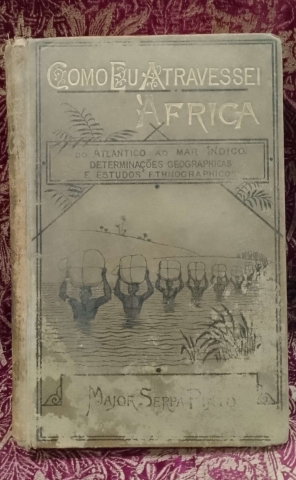 COMO EU ATRAVESSEI
AFRICA
DO ATLANTICO AO MAR INDICO
DETERMINAÇÕES GEOGRAPHICAS
E ESTUDOS ETHNOGRAPHICOS
MAJOR SERPA PINTO